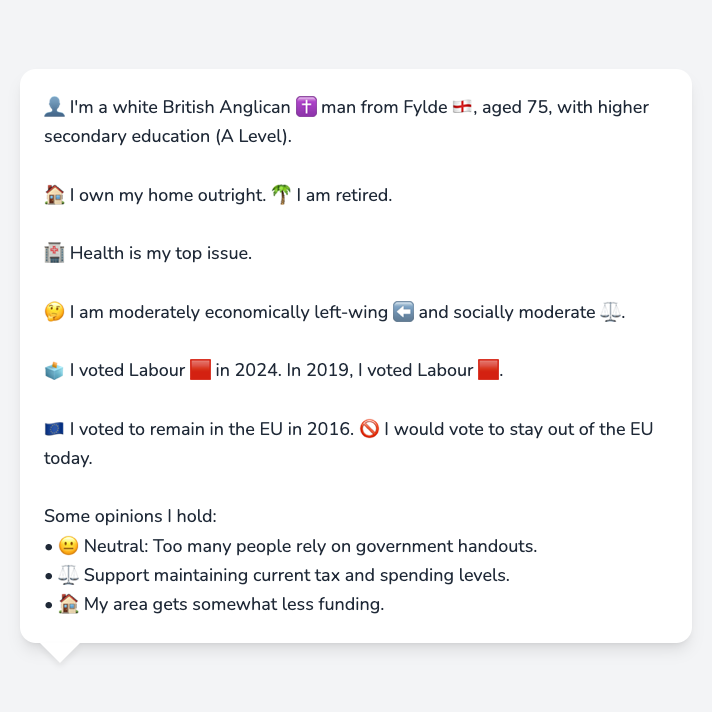 👤 I'm a white British Anglican ✝️ man from Fylde 🏴󠁧󠁢󠁥󠁮󠁧󠁿, aged 75, with higher
secondary education (A Level).
🏠 I own my home outright. 🌴 I am retired.
🏥 Health is my top issue.
🤔 I am moderately economically left-wing ⬅️ and socially moderate ⚖️.
🗳️ I voted Labour 🟥 in 2024. In 2019, I voted Labour 🟥.
🇪🇺 I voted to remain in the EU in 2016. 🚫 I would vote to stay out of the EU
today.
Some opinions I hold:
• 😐 Neutral: Too many people rely on government handouts.
• ⚖️ Support maintaining current tax and spending levels.
• 🏠 My area gets somewhat less funding.